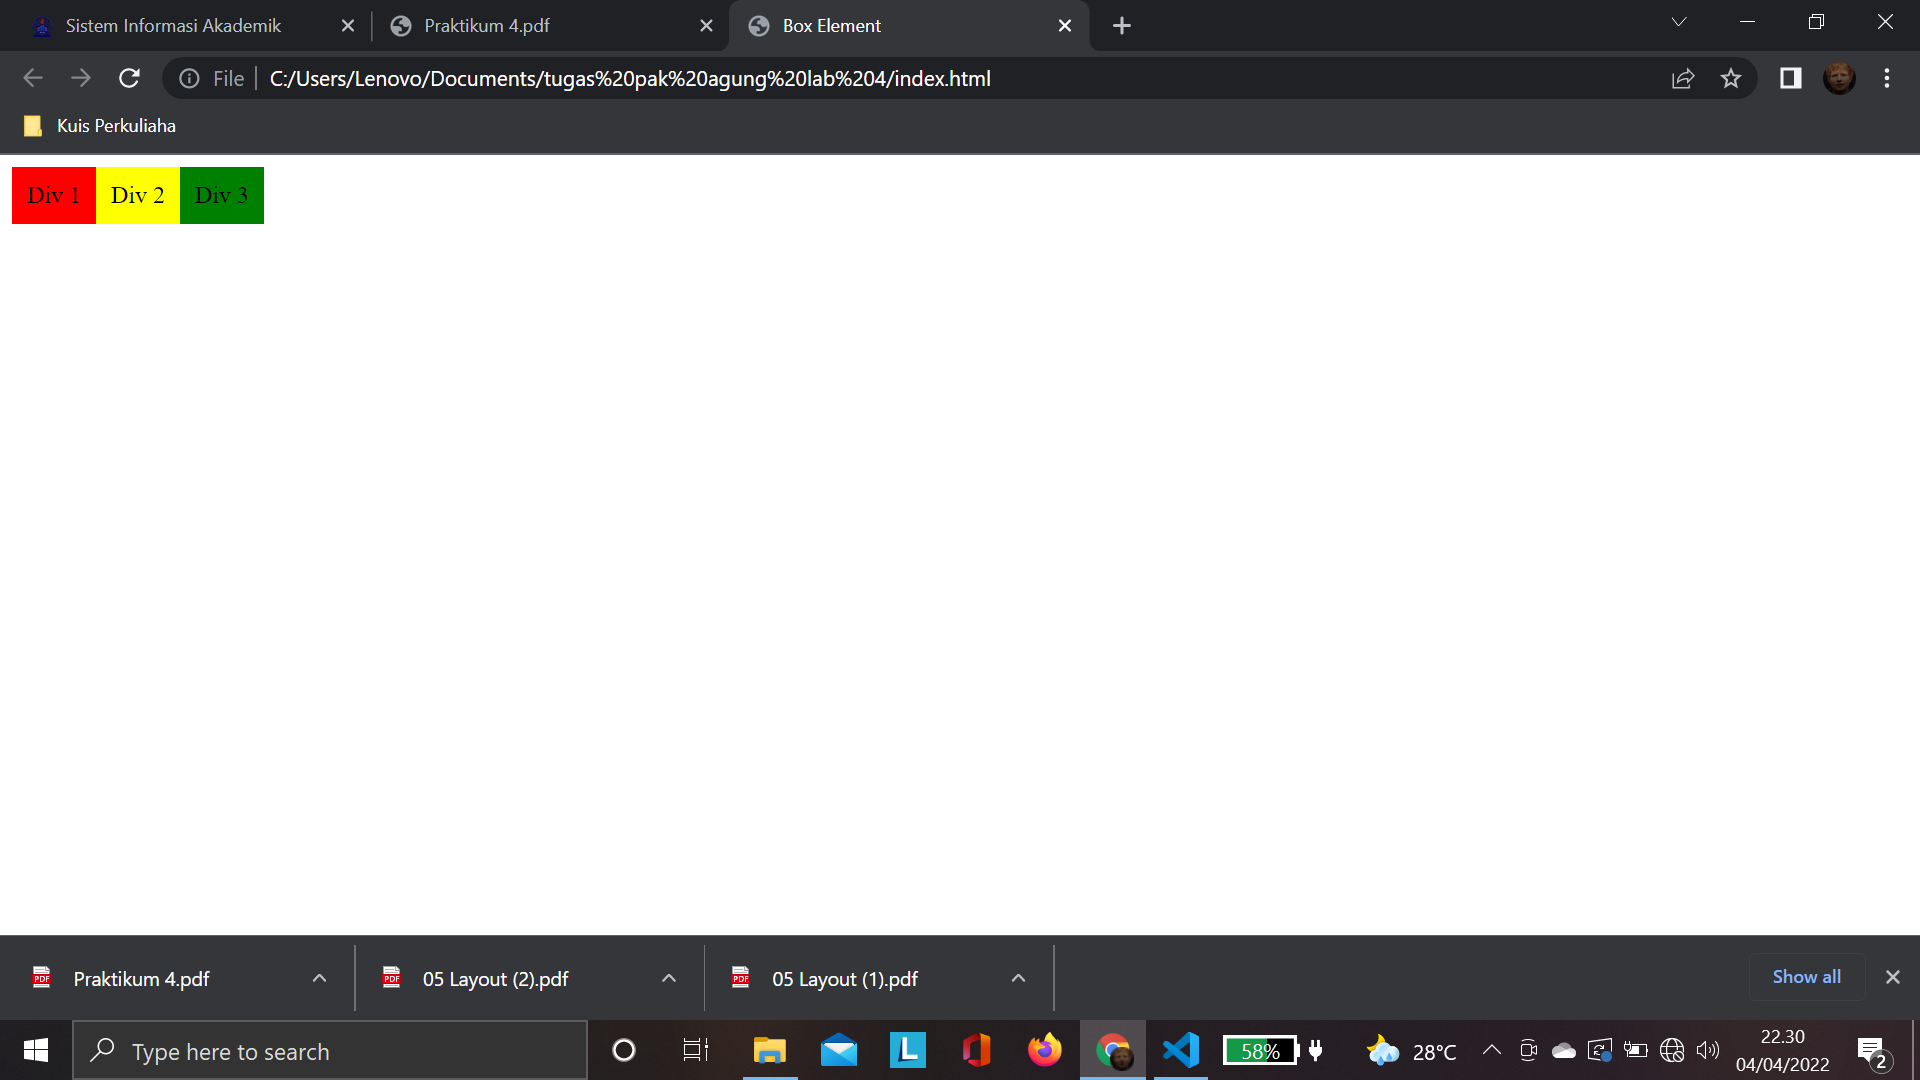 Sistem Informasi Akademik
Praktikum 4.pdf
Box Element
File
C:/Users/Lenovo/Documents/tugas%20pak%20agung%20lab%204/index.html
Kuis Perkuliaha
Div 1 Div 2 Div 3
Praktikum 4.pdf
05 Layout (2).pdf
05 Layout (1).pdf
Show all
Type here to search
L
58%
28°C
22.30
04/04/2022
2